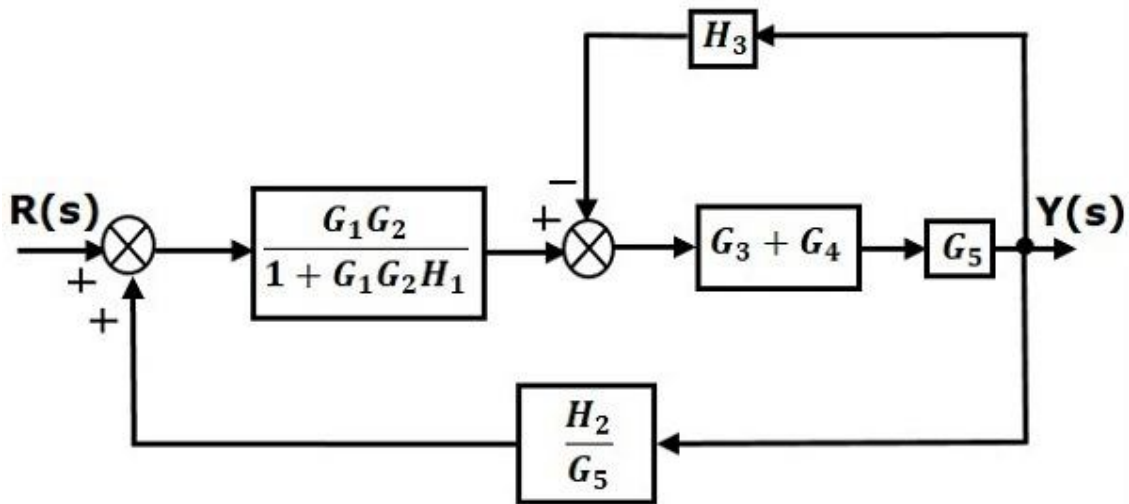 H₃
−
R(s)
G₁G₂
1 + G₁G₂H₁
+
G₃ + G₄
G₅
Y(s)
+
+
H₂
G₅